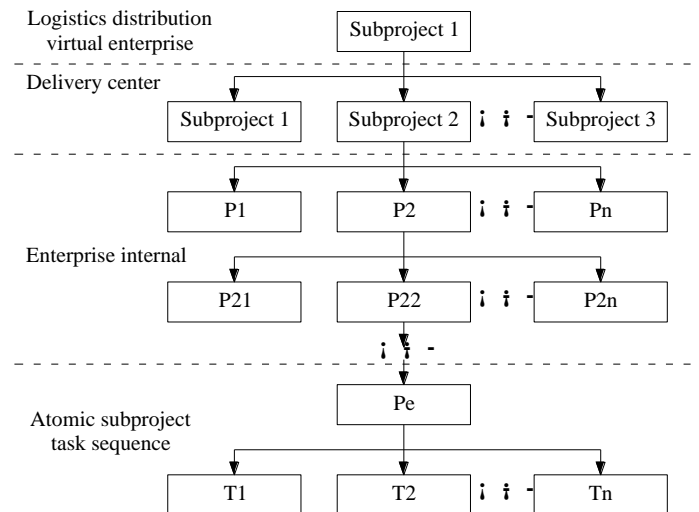 Logistics distribution
virtual enterprise
Subproject 1
Delivery center
Subproject 1
Subproject 2
¡ ­ -
Subproject 3
P1
P2
¡ ­ -
Pn
Enterprise internal
P21
P22
¡ ­ -
P2n
¡ ­ -
Pe
Atomic subproject
task sequence
T1
T2
¡ ­ -
Tn